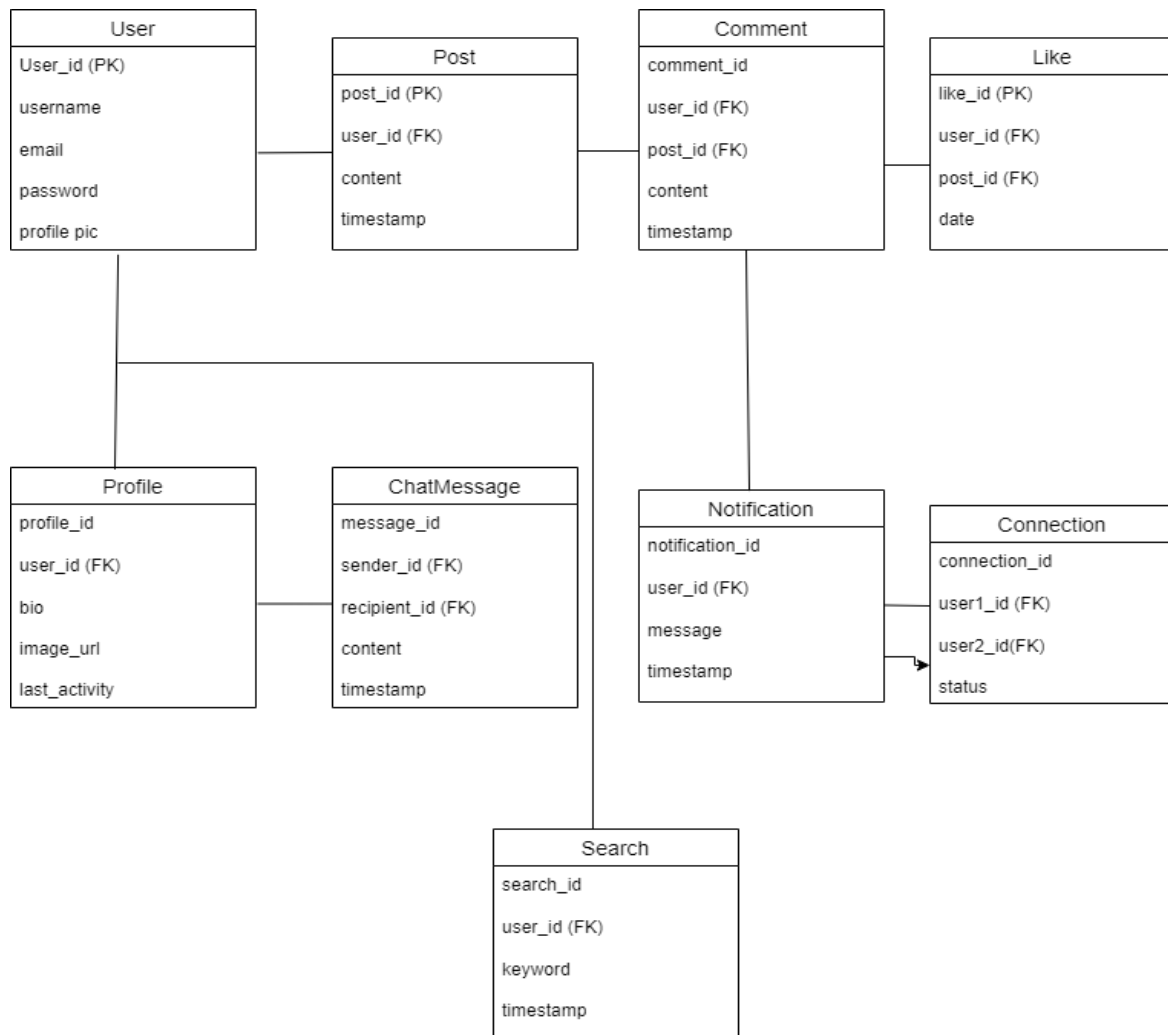 User
User_id (PK)
username
email
password
profile pic
Post
post_id (PK)
user_id (FK)
content
timestamp
Comment
comment_id
user_id (FK)
post_id (FK)
content
timestamp
Like
like_id (PK)
user_id (FK)
post_id (FK)
date
Profile
profile_id
user_id (FK)
bio
image_url
last_activity
ChatMessage
message_id
sender_id (FK)
recipient_id (FK)
content
timestamp
Notification
notification_id
user_id (FK)
message
timestamp
Connection
connection_id
user1_id (FK)
user2_id(FK)
status
Search
search_id
user_id (FK)
keyword
timestamp